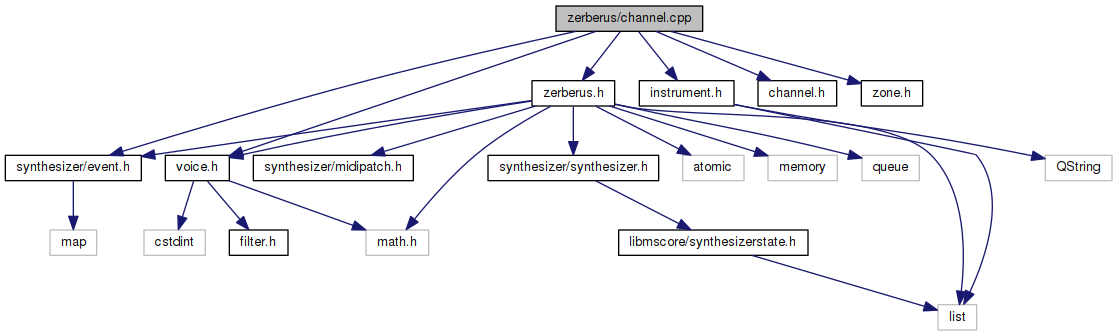 zerberus/channel.cpp
zerberus.h
instrument.h
channel.h
zone.h
synthesizer/event.h
voice.h
synthesizer/midipatch.h
synthesizer/synthesizer.h
atomic
memory
queue
QString
map
cstdint
filter.h
math.h
libmscore/synthesizerstate.h
list